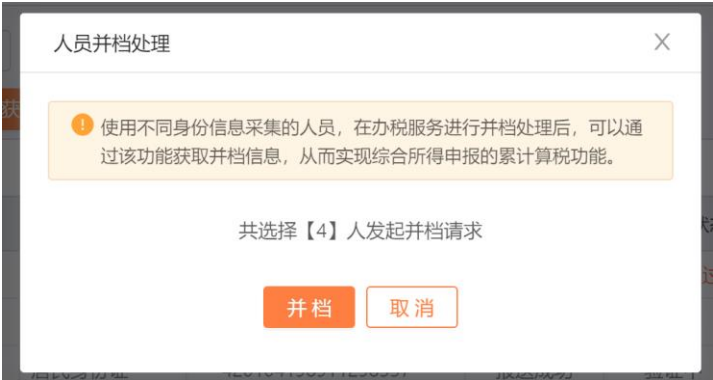 人员并档处理
使用不同身份信息采集的人员，在办税服务进行并档处理后，可以通
过该功能获取并档信息，从而实现综合所得申报的累计算税功能。
共选择【4】人发起并档请求
并档
取消